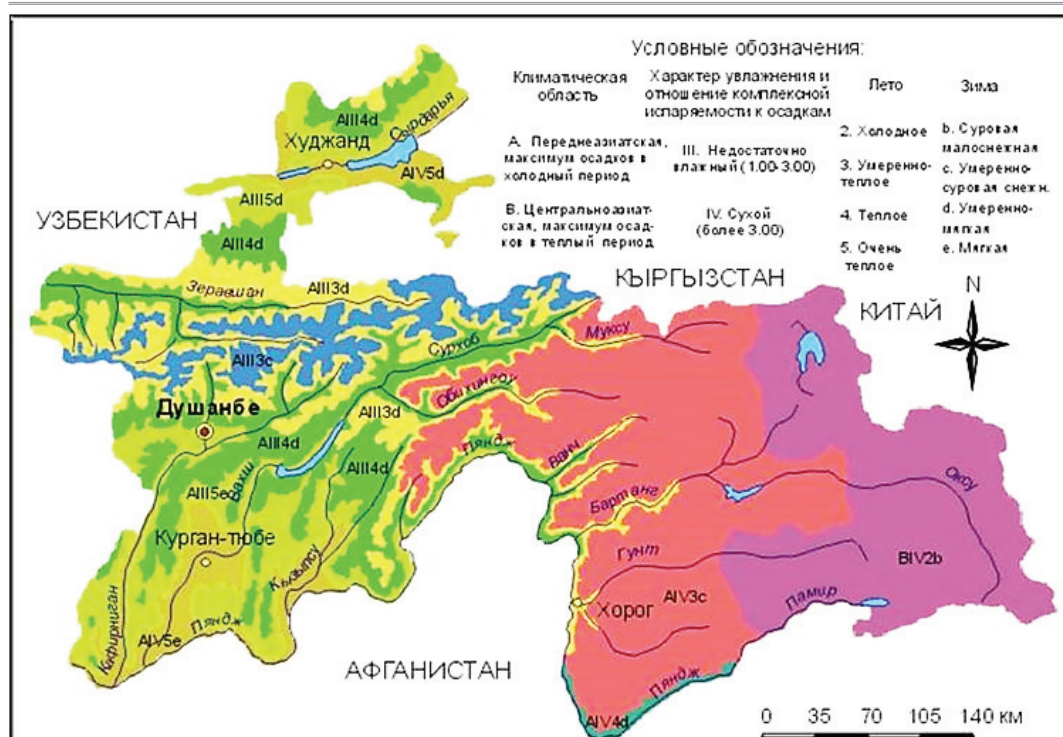 Условные обозначения:
Климатическая
область
Характер увлажнения и
отношение комплексной
испаряемости к осадкам
Лето
Зима
А. Переднеазиатская,
максимум осадков в
холодный период
III. Недостаточно
влажный (1.00-3.00)
2. Холодное
3. Умеренно-
теплое
4. Теплое
5. Очень
теплое
b. Суровая
малоснежная
c. Умеренно-
суровая снежн.
d. Умеренно-
мягкая
e. Мягкая
В. Центральноазиат-
ская, максимум осад-
ков в теплый период
IV. Сухой
(более 3.00)
AIII4d
Худжанд
Сырдарья
AIV5d
AIII5d
УЗБЕКИСТАН
AIII4d
КЫРГЫЗСТАН
КИТАЙ
N
Зеравшан
AIII3d
Муксу
Сурхоб
AIII3c
Обихингоу
Душанбе
AIII3d
Пяндж
Ванч
AIII4d
Вахш
AIII4d
AIII5e
Бартанг
Оксу
Курган-тюбе
Кызылсу
Гунт
BIV2b
Хорог
AIV3c
Памир
Кафирниган
AIV5e
Пяндж
АФГАНИСТАН
Пяндж
AIV4d
0 35 70 105 140 км